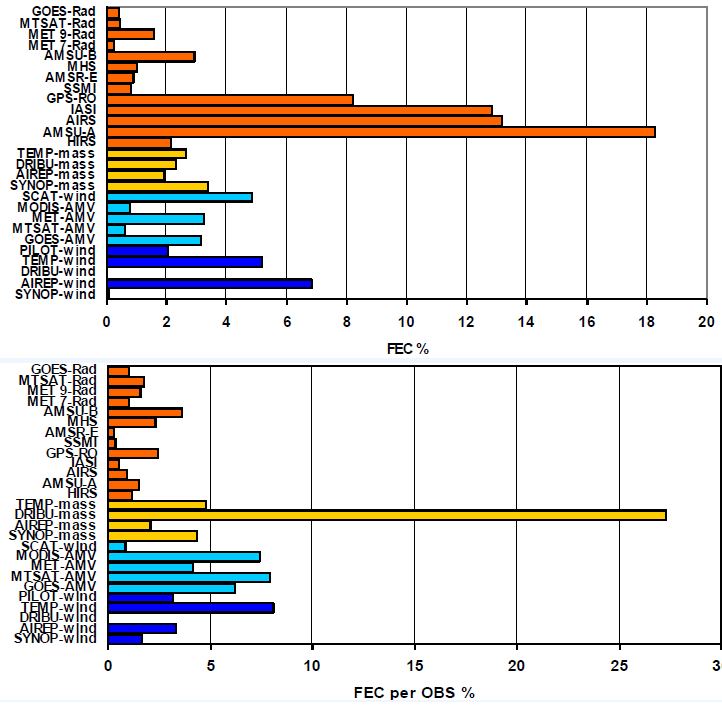 GOES-Rad
MTSAT-Rad
MET 9-Rad
MET 7-Rad
AMSU-B
MHS
AMSR-E
SSMI
GPS-RO
IASI
AIRS
AMSU-A
HIRS
TEMP-mass
DRIBU-mass
AIREP-mass
SYNOP-mass
SCAT-wind
MODIS-AMV
MET-AMV
MTSAT-AMV
GOES-AMV
PILOT-wind
TEMP-wind
DRIBU-wind
AIREP-wind
SYNOP-wind
0 2 4 6 8 10 12 14 16 18 20
FEC %
GOES-Rad
MTSAT-Rad
MET 9-Rad
MET 7-Rad
AMSU-B
MHS
AMSR-E
SSMI
GPS-RO
IASI
AIRS
AMSU-A
HIRS
TEMP-mass
DRIBU-mass
AIREP-mass
SYNOP-mass
SCAT-wind
MODIS-AMV
MET-AMV
MTSAT-AMV
GOES-AMV
PILOT-wind
TEMP-wind
DRIBU-wind
AIREP-wind
SYNOP-wind
0 5 10 15 20 25 3
FEC per OBS %